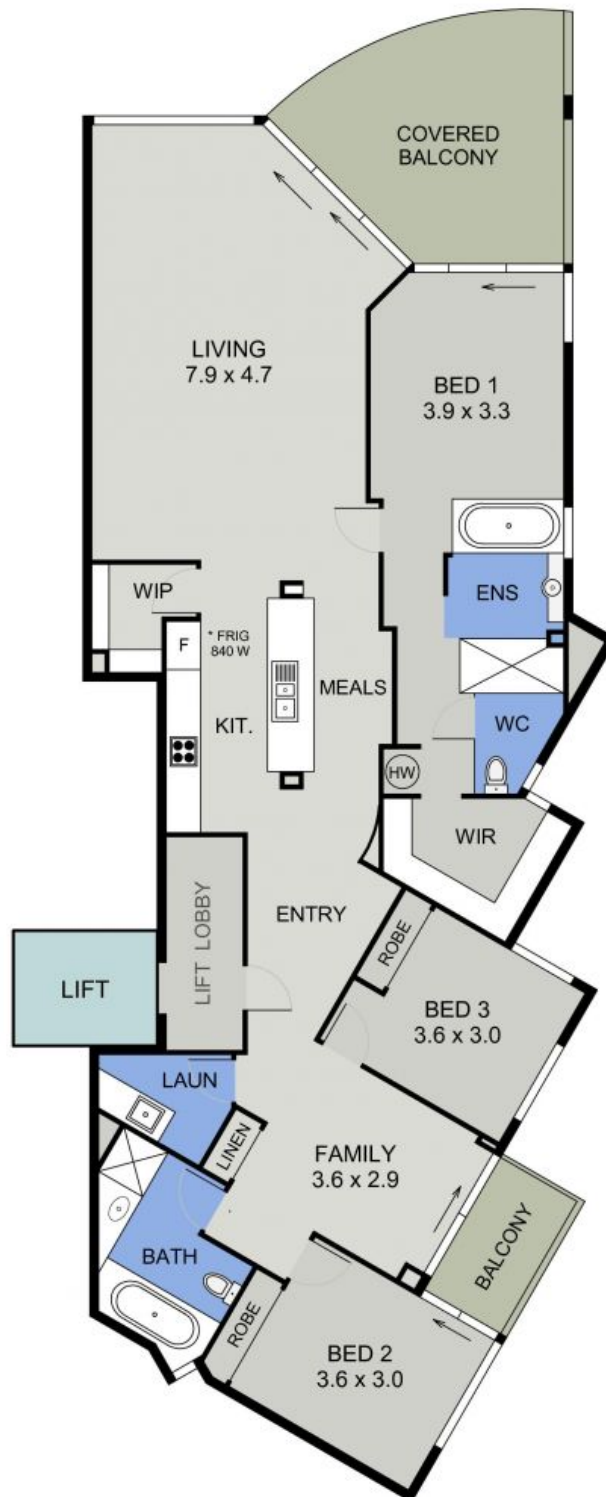 COVERED
BALCONY
LIVING
7.9 x 4.7
BED 1
3.9 x 3.3
WIP
ENS
F
* FRIG
840 W
MEALS
KIT.
WC
HW
WIR
ENTRY
LIFT LOBBY
ROBE
LIFT
BED 3
3.6 x 3.0
LAUN
LINEN
FAMILY
3.6 x 2.9
BALCONY
BATH
ROBE
BED 2
3.6 x 3.0